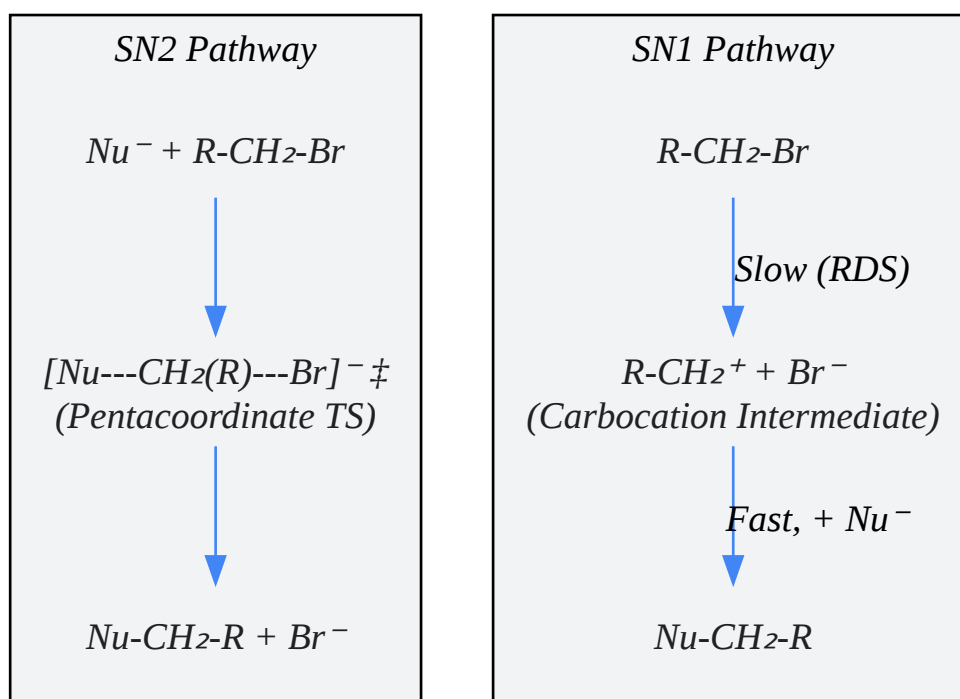 SN2 Pathway
Nu⁻ + R-CH₂-Br
[Nu---CH₂(R)---Br]⁻‡
(Pentacoordinate TS)
Nu-CH₂-R + Br⁻
SN1 Pathway
R-CH₂-Br
Slow (RDS)
R-CH₂⁺ + Br⁻
(Carbocation Intermediate)
Fast, + Nu⁻
Nu-CH₂-R